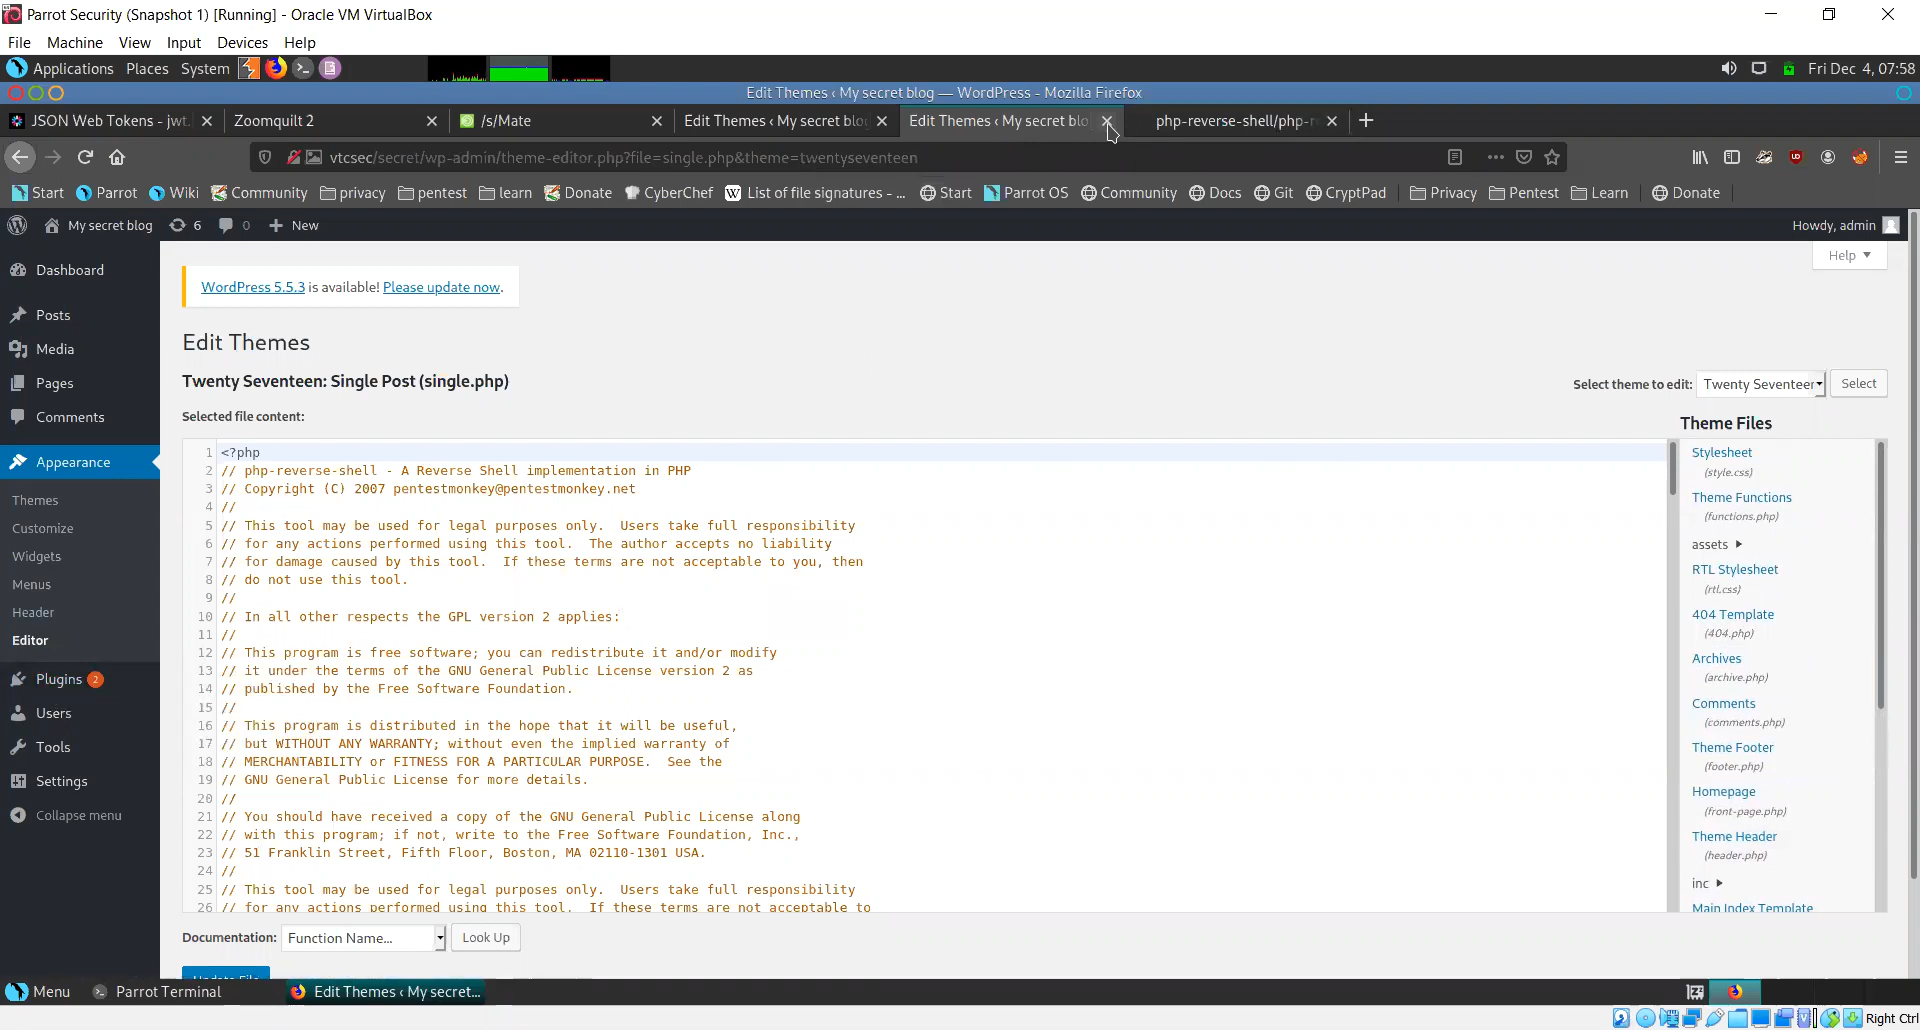 Parrot Security (Snapshot 1) [Running] - Oracle VM VirtualBox
File Machine View Input Devices Help
Applications Places System Fri Dec 4, 07:58
Edit Themes ‹ My secret blog — WordPress - Mozilla Firefox
JSON Web Tokens - jwt. Zoomquilt 2 /s/Mate Edit Themes ‹ My secret blo Edit Themes ‹ My secret blo php-reverse-shell/php-r
vtcsec/secret/wp-admin/theme-editor.php?file=single.php&theme=twentyseventeen
Start Parrot Wiki Community privacy pentest learn Donate CyberChef List of file signatures - ... Start Parrot OS Community Docs Git CryptPad Privacy Pentest Learn Donate
My secret blog 6 0 New Howdy, admin
Help
Dashboard
Posts
Media
Pages
Comments
Appearance
Themes
Customize
Widgets
Menus
Header
Editor
Plugins 2
Users
Tools
Settings
Collapse menu
WordPress 5.5.3 is available! Please update now.
Edit Themes
Twenty Seventeen: Single Post (single.php)
Select theme to edit: Twenty Seventeen Select
Selected file content:
1 <?php
2 // php-reverse-shell - A Reverse Shell implementation in PHP
3 // Copyright (C) 2007 pentestmonkey@pentestmonkey.net
4 //
5 // This tool may be used for legal purposes only.  Users take full responsibility
6 // for any actions performed using this tool.  The author accepts no liability
7 // for damage caused by this tool.  If these terms are not acceptable to you, then
8 // do not use this tool.
9 //
10 // In all other respects the GPL version 2 applies:
11 //
12 // This program is free software; you can redistribute it and/or modify
13 // it under the terms of the GNU General Public License version 2 as
14 // published by the Free Software Foundation.
15 //
16 // This program is distributed in the hope that it will be useful,
17 // but WITHOUT ANY WARRANTY; without even the implied warranty of
18 // MERCHANTABILITY or FITNESS FOR A PARTICULAR PURPOSE.  See the
19 // GNU General Public License for more details.
20 //
21 // You should have received a copy of the GNU General Public License along
22 // with this program; if not, write to the Free Software Foundation, Inc.,
23 // 51 Franklin Street, Fifth Floor, Boston, MA 02110-1301 USA.
24 //
25 // This tool may be used for legal purposes only.  Users take full responsibility
26 // for any actions performed using this tool.  If these terms are not acceptable to
Theme Files
Stylesheet
(style.css)
Theme Functions
(functions.php)
assets
RTL Stylesheet
(rtl.css)
404 Template
(404.php)
Archives
(archive.php)
Comments
(comments.php)
Theme Footer
(footer.php)
Homepage
(front-page.php)
Theme Header
(header.php)
inc
Main Index Template
Documentation: Function Name... Look Up
Update File
Menu Parrot Terminal Edit Themes ‹ My secret...
Right Ctrl